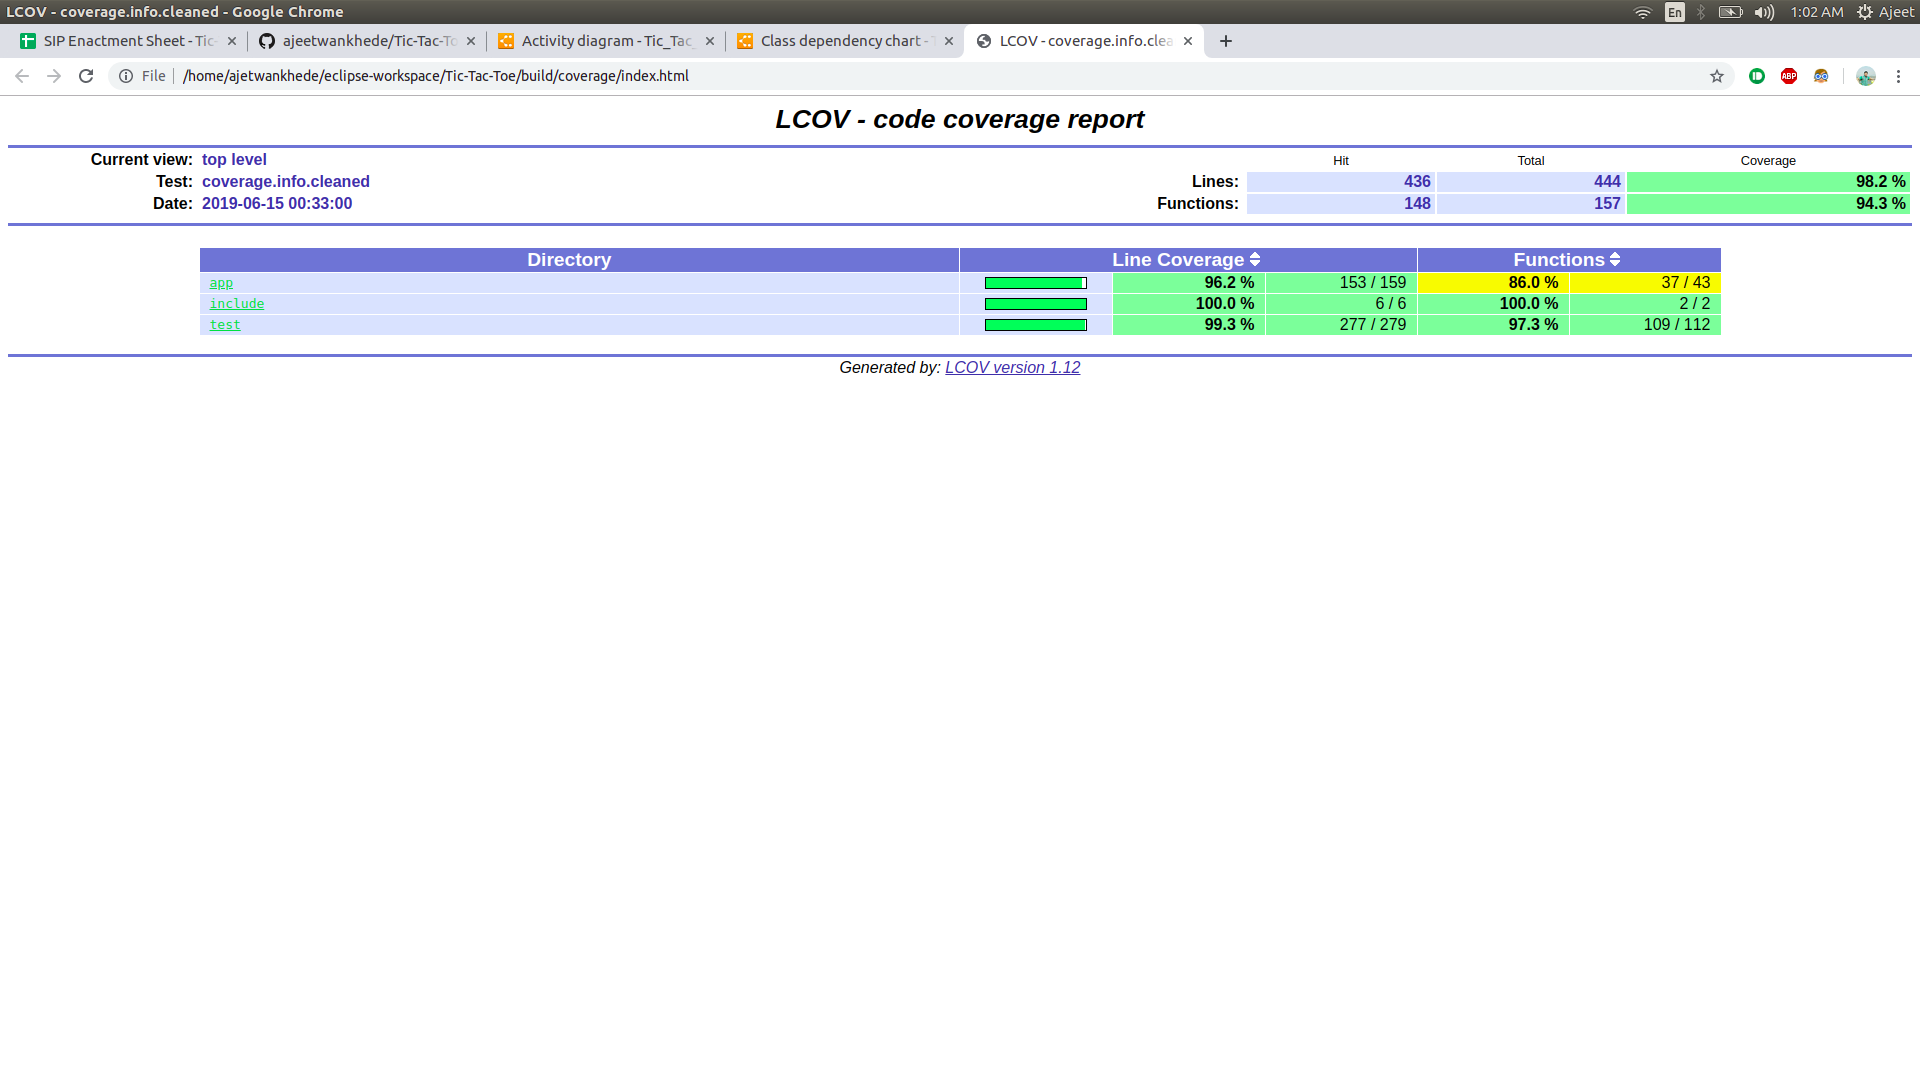 LCOV - coverage.info.cleaned - Google Chrome
En
1:02 AM
Ajeet
SIP Enactment Sheet - Tic-
ajeetwankhede/Tic-Tac-To
Activity diagram - Tic_Tac_
Class dependency chart - T
LCOV - coverage.info.clea
File
/home/ajetwankhede/eclipse-workspace/Tic-Tac-Toe/build/coverage/index.html
ABP
LCOV - code coverage report
Current view: top level
Hit Total Coverage
Test: coverage.info.cleaned
Lines: 436 444 98.2 %
Date: 2019-06-15 00:33:00
Functions: 148 157 94.3 %
Directory Line Coverage Functions
app 96.2 % 153 / 159 86.0 % 37 / 43
include 100.0 % 6 / 6 100.0 % 2 / 2
test 99.3 % 277 / 279 97.3 % 109 / 112
Generated by: LCOV version 1.12